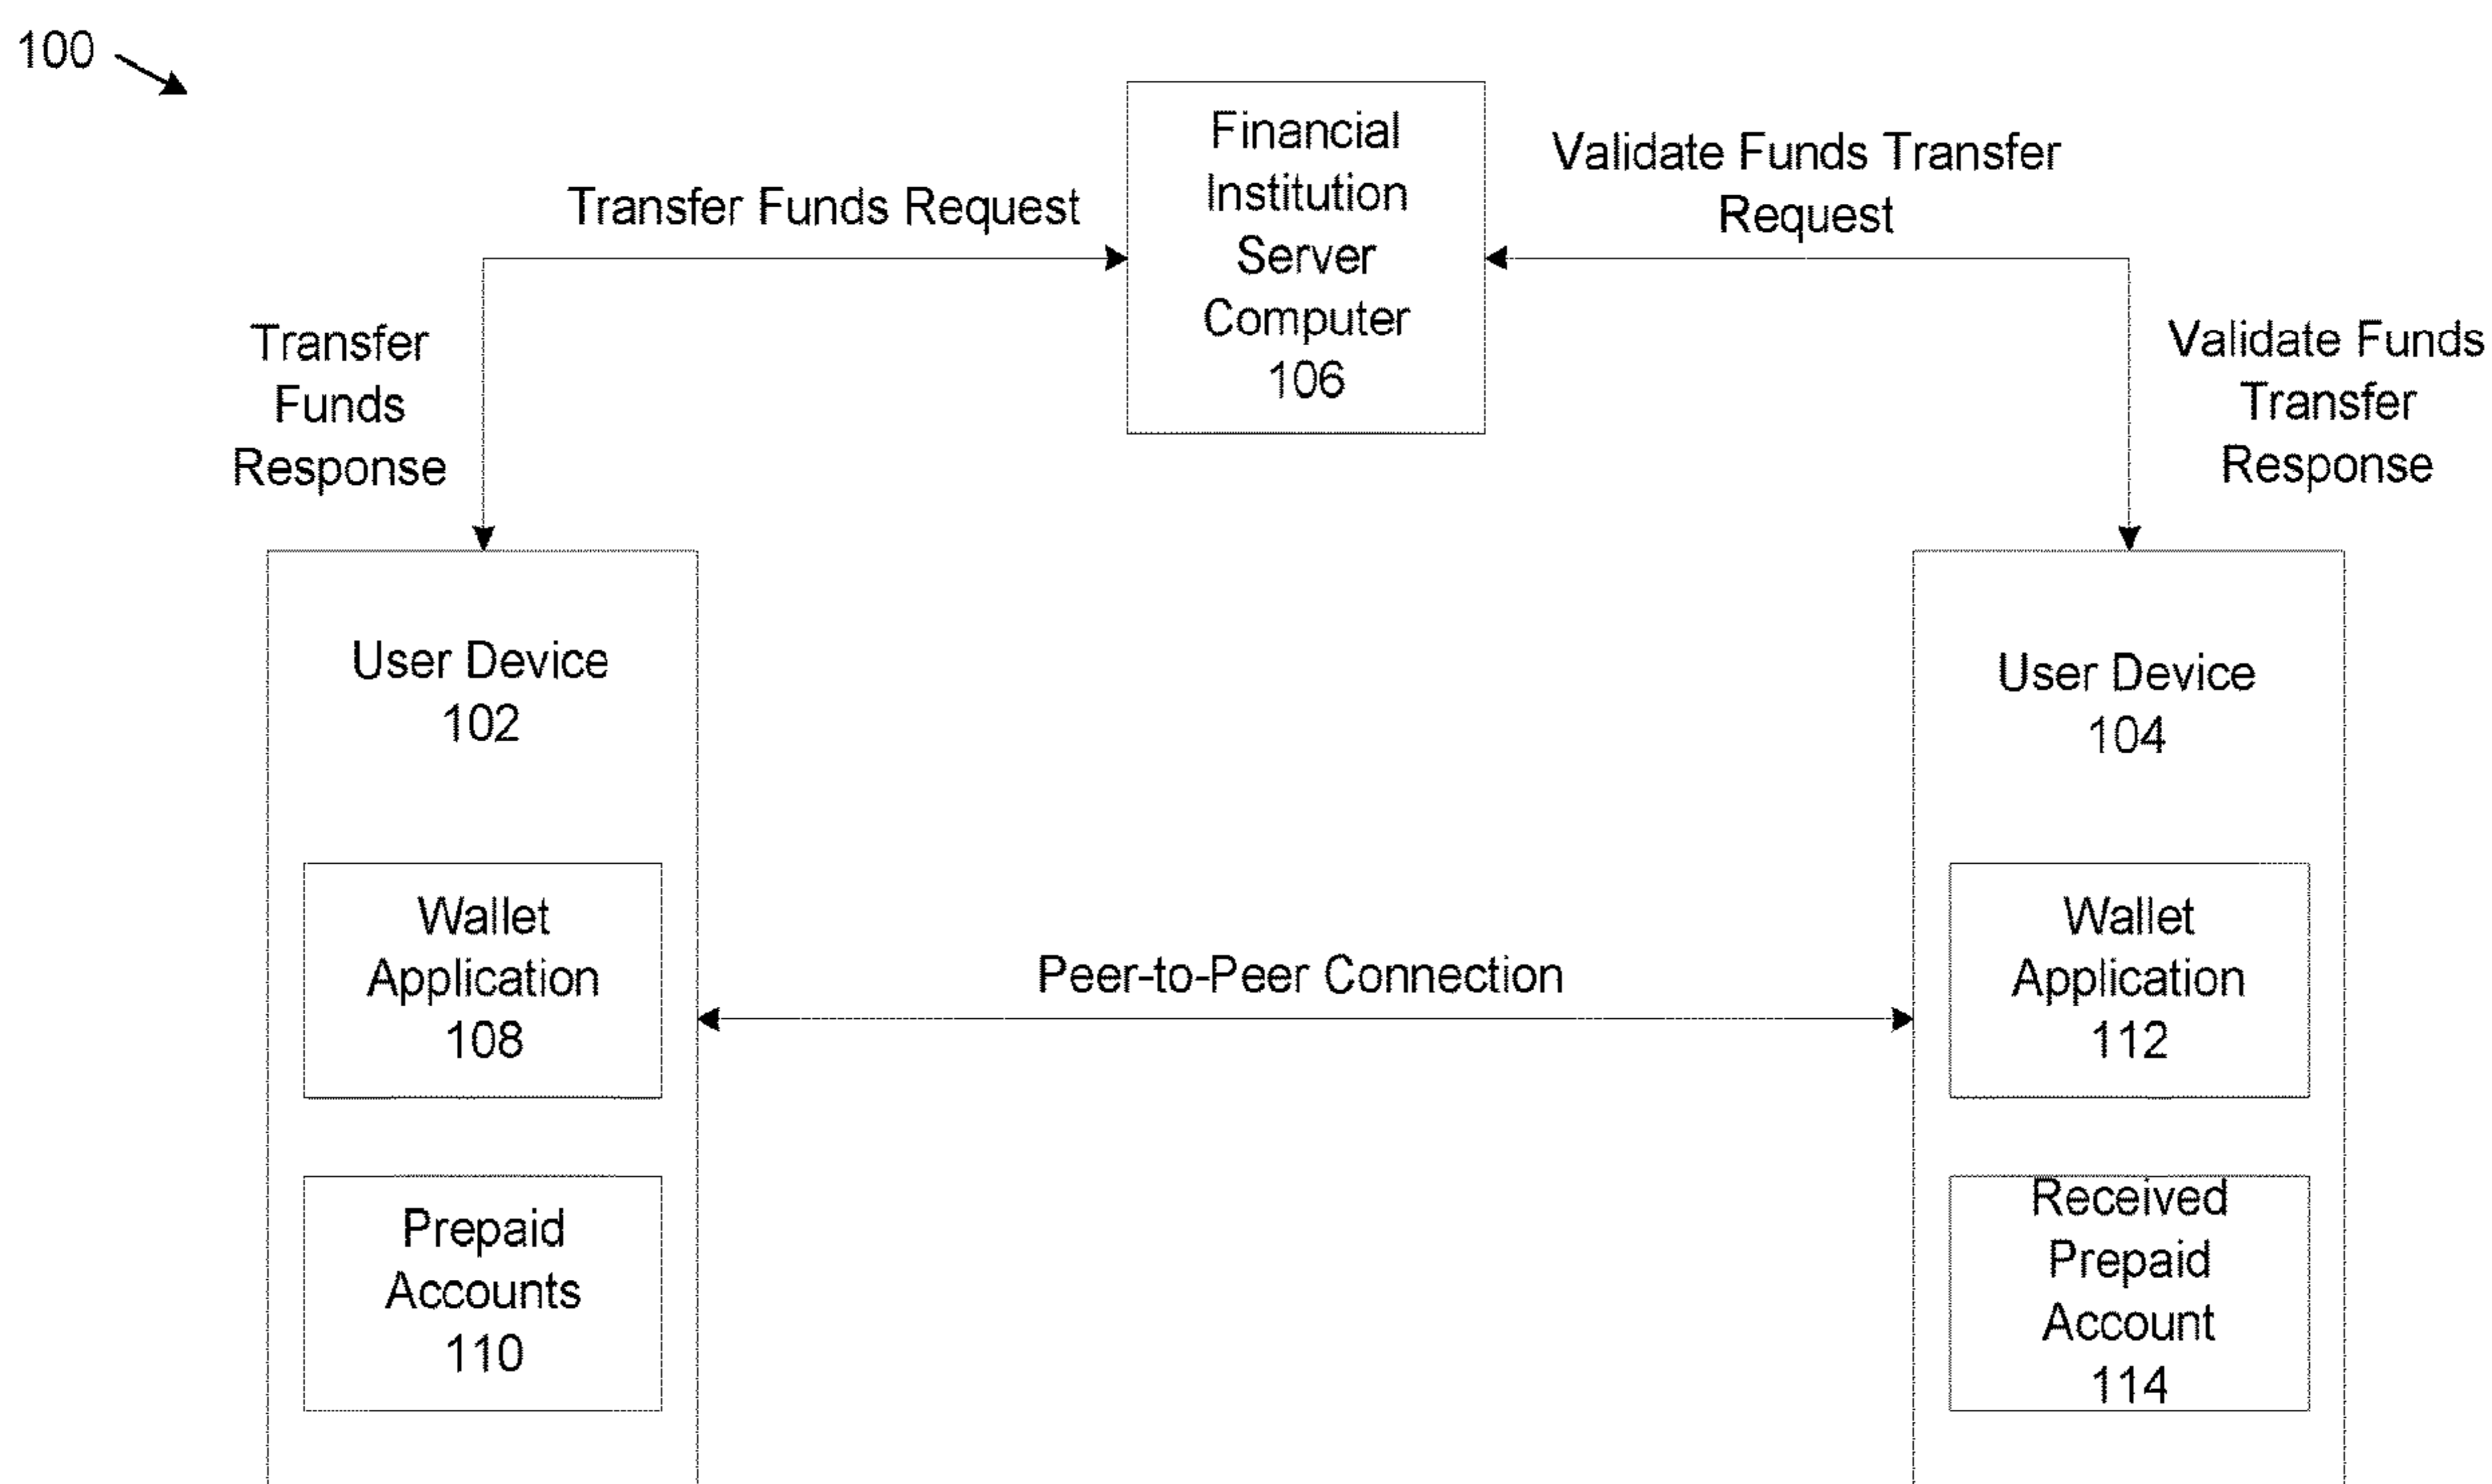 100
Financial
Institution
Server
Computer
106
Transfer Funds Request
Validate Funds Transfer
Request
Transfer
Funds
Response
Validate Funds
Transfer
Response
User Device
102
User Device
104
Wallet
Application
108
Peer-to-Peer Connection
Wallet
Application
112
Prepaid
Accounts
110
Received
Prepaid
Account
114